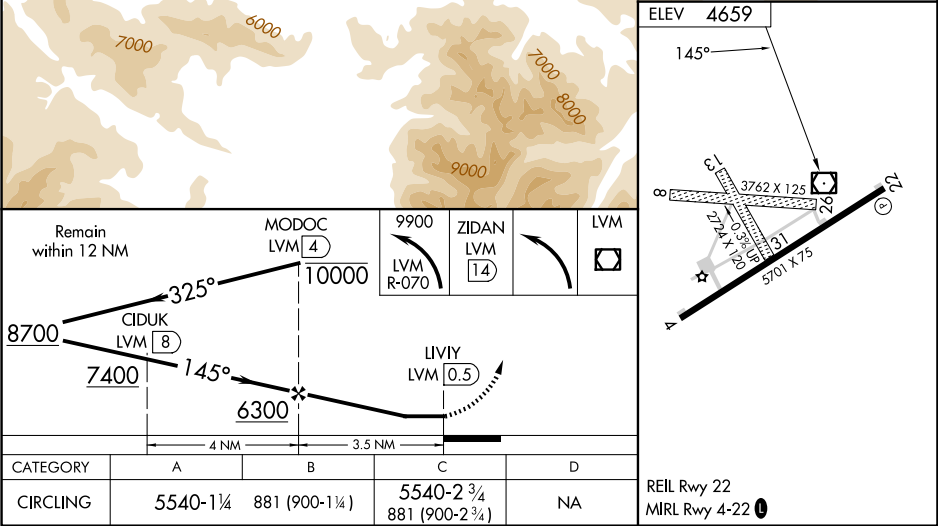 6000
7000
7000
8000
9000
Remain
within 12 NM
MODOC
LVM 4
10000
325°
8700
CIDUK
LVM 8
7400
145°
6300
LIVIY
LVM 0.5
4 NM
3.5 NM
9900
LVM
R-070
ZIDAN
LVM
14
LVM
CATEGORY A B C D
CIRCLING 5540-1¼ 881 (900-1¼) 5540-2¾ NA
881 (900-2¾)
ELEV 4659
145°
13
8
3762 X 125
26
22
P
0.3% UP
2724 X 120
31
5701 X 75
4
REIL Rwy 22
MIRL Rwy 4-22 L